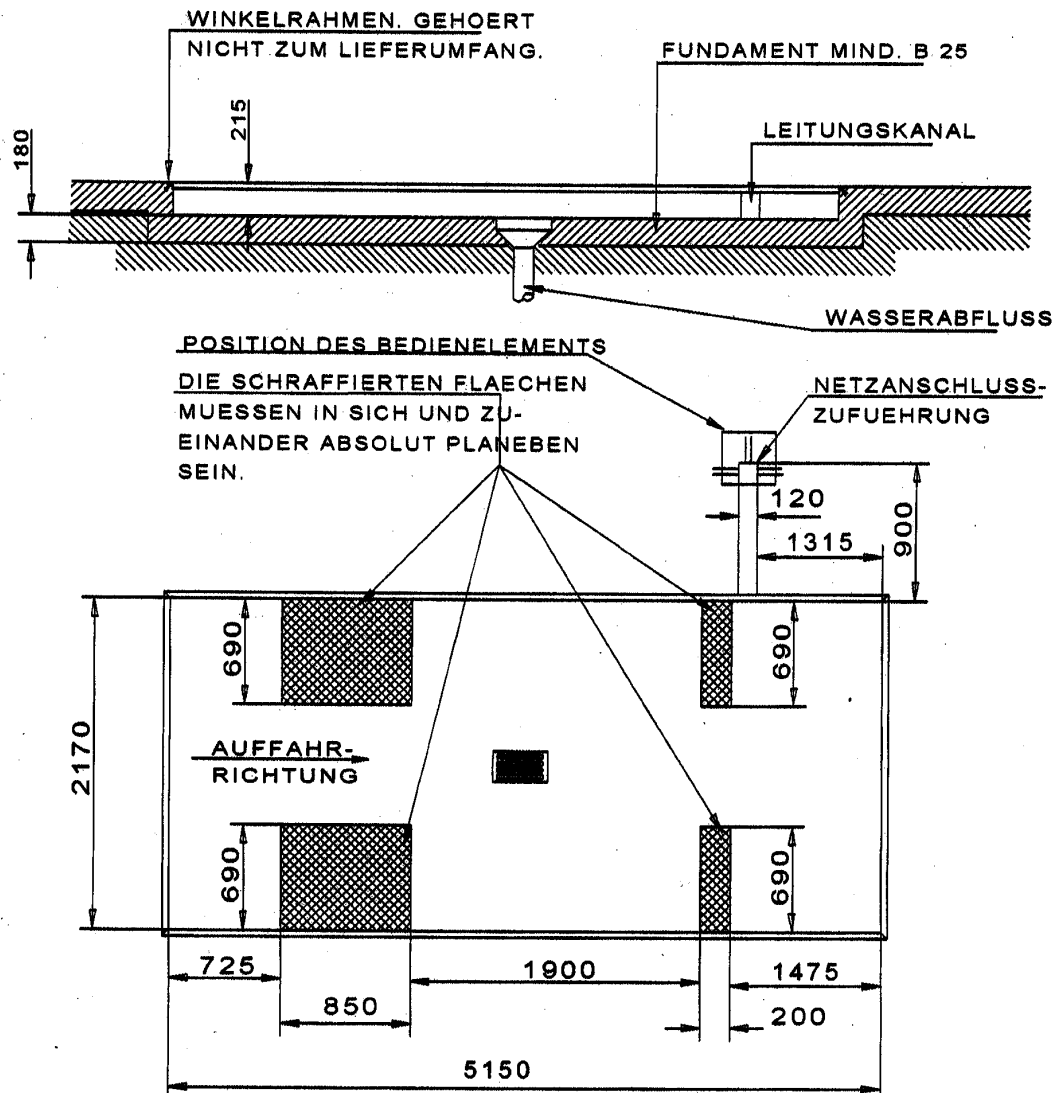 WINKELRAHMEN. GEHOERT
NICHT ZUM LIEFERUMFANG.
FUNDAMENT MIND. B 25
215
180
LEITUNGSKANAL
WASSERABFLUSS
POSITION DES BEDIENELEMENTS
DIE SCHRAFFIERTEN FLAECHEN
MUESSEN IN SICH UND ZU-
EINANDER ABSOLUT PLANEBEN
SEIN.
NETZANSCHLUSS-
ZUFUEHRUNG
120
900
1315
690
690
2170
AUFFAHR-
RICHTUNG
690
690
725
1900
1475
850
200
5150